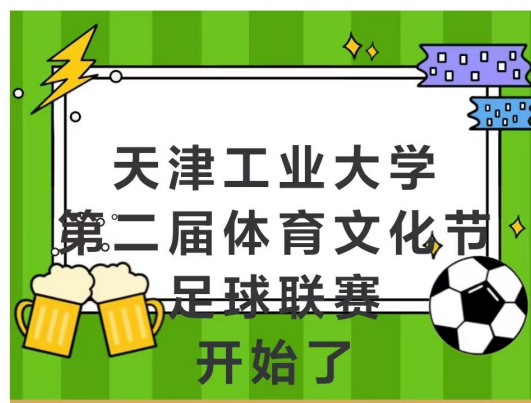 天津工业大学
第二届体育文化节
足球联赛
开始了